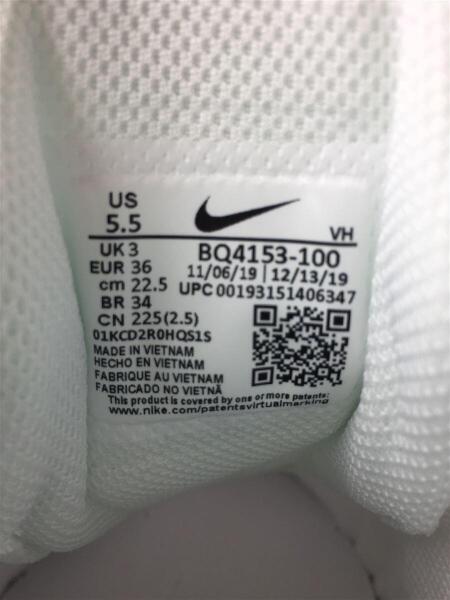 US
5.5
VH
UK 3
EUR 36
cm 22.5
BR 34
CN 225(2.5)
BQ4153-100
11/06/19 | 12/13/19
UPC 00193151406347
01KCD2R0HQS1S
MADE IN VIETNAM
HECHO EN VIETNAM
FABRIQUE AU VIETNAM
FABRICADO NO VIETNÃ
This product is covered by one or more patents:
www.nike.com/patentsvirtualmarking